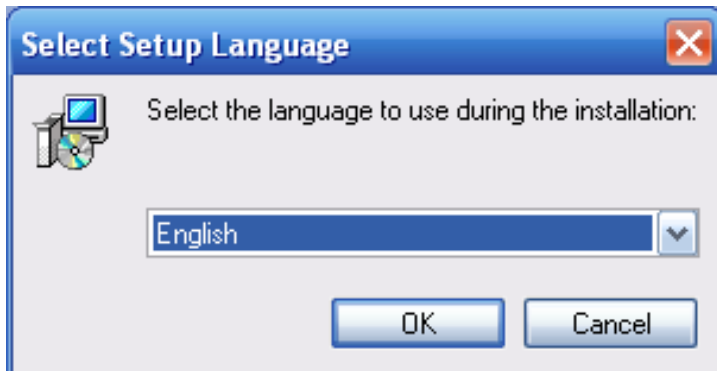 Select Setup Language
Select the language to use during the installation:
English
OK
Cancel